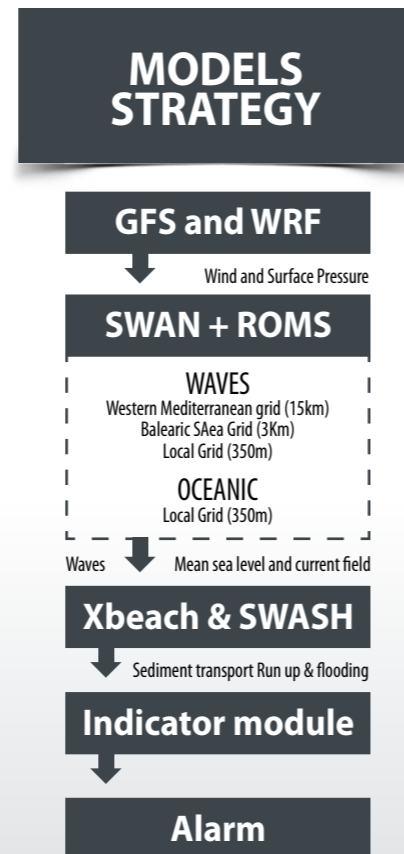 MODELS
STRATEGY
GFS and WRF
Wind and Surface Pressure
SWAN + ROMS
WAVES
Western Mediterranean grid (15km)
Balearic SAea Grid (3Km)
Local Grid (350m)
OCEANIC
Local Grid (350m)
Waves Mean sea level and current field
Xbeach & SWASH
Sediment transport Run up & flooding
Indicator module
Alarm